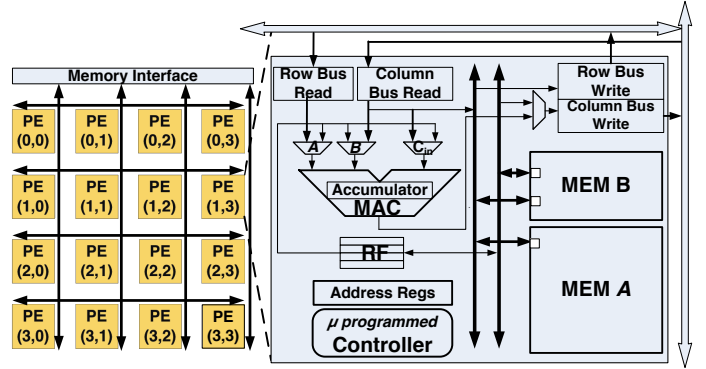 Memory Interface
PE (0,0)
PE (0,1)
PE (0,2)
PE (0,3)
PE (1,0)
PE (1,1)
PE (1,2)
PE (1,3)
PE (2,0)
PE (2,1)
PE (2,2)
PE (2,3)
PE (3,0)
PE (3,1)
PE (3,2)
PE (3,3)
Row Bus
Read
Column
Bus Read
Row Bus
Write
Column Bus
Write
A
B
C_in
Accumulator
MAC
RF
Address Regs
μ programmed
Controller
MEM B
MEM A